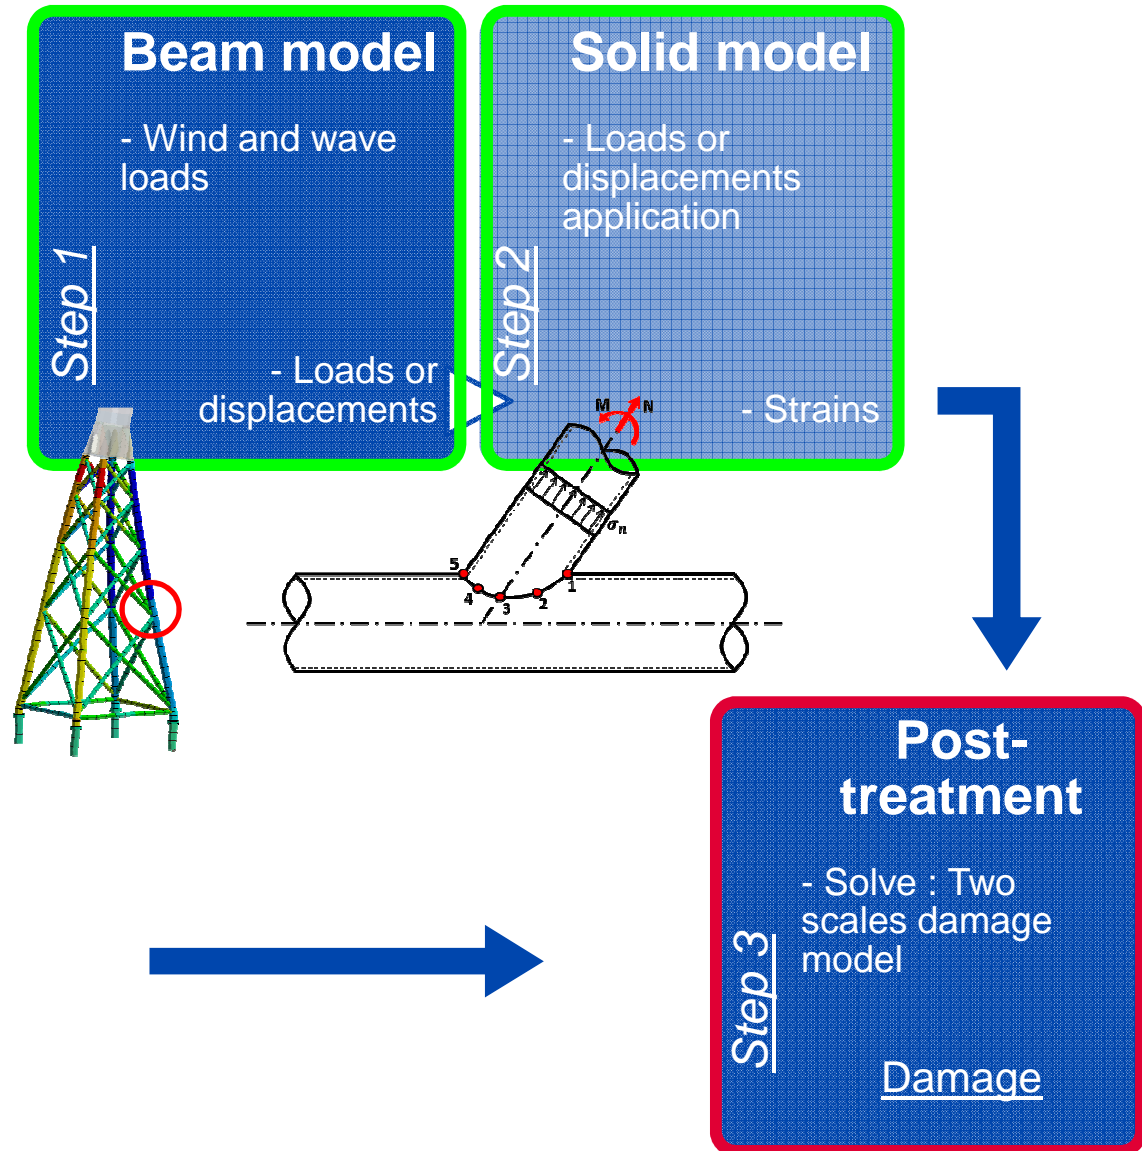 Beam model
- Wind and wave
loads
Step 1
- Loads or
displacements
Solid model
- Loads or
displacements
application
Step 2
- Strains
M
N
σn
5
4
3
2
1
Post-
treatment
- Solve : Two
scales damage
model
Step 3
Damage